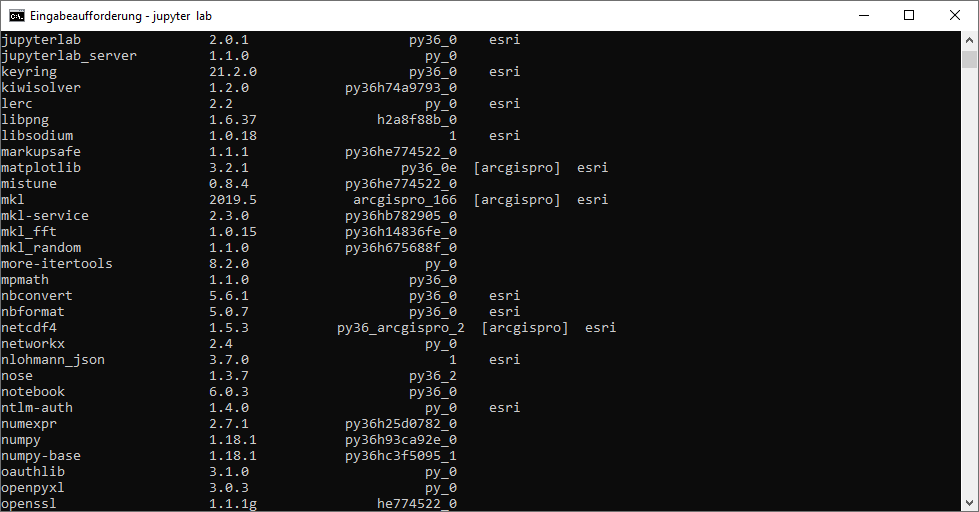 Eingabeaufforderung - jupyter lab
jupyterlab 2.0.1 py36_0 esri
jupyterlab_server 1.1.0 py_0
keyring 21.2.0 py36_0 esri
kiwisolver 1.2.0 py36h74a9793_0
lerc 2.2 py_0 esri
libpng 1.6.37 h2a8f88b_0
libsodium 1.0.18 1 esri
markupsafe 1.1.1 py36he774522_0
matplotlib 3.2.1 py36_0e [arcgispro] esri
mistune 0.8.4 py36he774522_0
mkl 2019.5 arcgispro_166 [arcgispro] esri
mkl-service 2.3.0 py36hb782905_0
mkl_fft 1.0.15 py36h14836fe_0
mkl_random 1.1.0 py36h675688f_0
more-itertools 8.2.0 py_0
mpmath 1.1.0 py36_0
nbconvert 5.6.1 py36_0 esri
nbformat 5.0.7 py36_0 esri
netcdf4 1.5.3 py36_arcgispro_2 [arcgispro] esri
networkx 2.4 py_0
nlohmann_json 3.7.0 1 esri
nose 1.3.7 py36_2
notebook 6.0.3 py36_0
ntlm-auth 1.4.0 py_0 esri
numexpr 2.7.1 py36h25d0782_0
numpy 1.18.1 py36h93ca92e_0
numpy-base 1.18.1 py36hc3f5095_1
oauthlib 3.1.0 py_0
openpyxl 3.0.3 py_0
openssl 1.1.1g he774522_0